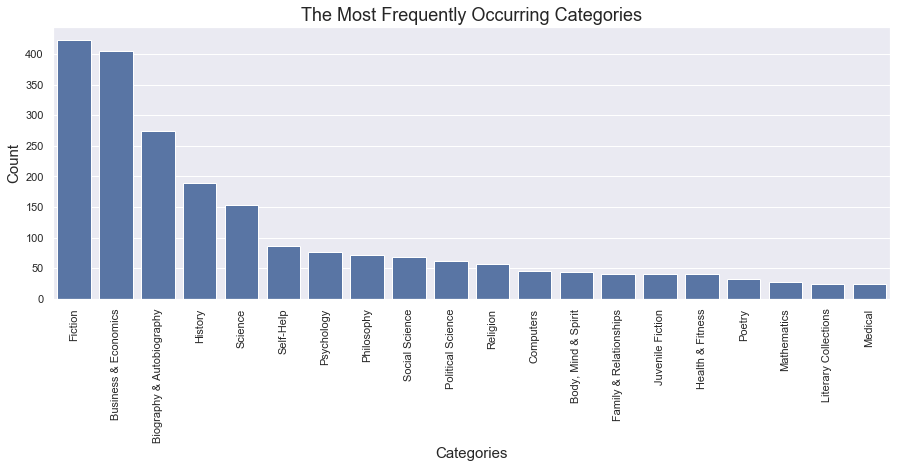 The Most Frequently Occurring Categories
Count
400
350
300
250
200
150
100
50
0
Fiction
Business & Economics
Biography & Autobiography
History
Science
Self-Help
Psychology
Philosophy
Social Science
Political Science
Religion
Computers
Body, Mind & Spirit
Family & Relationships
Juvenile Fiction
Health & Fitness
Poetry
Mathematics
Literary Collections
Medical
Categories